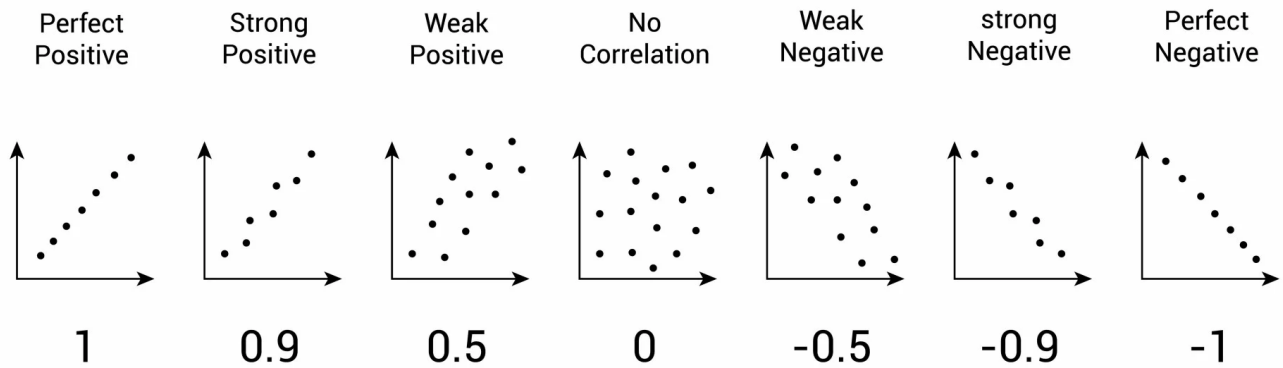 Perfect
Positive
Strong
Positive
Weak
Positive
No
Correlation
Weak
Negative
strong
Negative
Perfect
Negative
1
0.9
0.5
0
-0.5
-0.9
-1